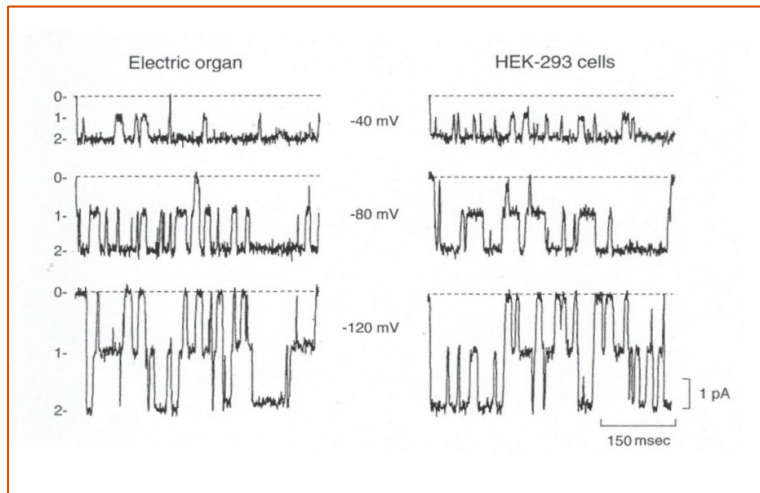 Electric organ
HEK-293 cells
0-
1-
2-
-40 mV
0-
1-
2-
-80 mV
0-
1-
2-
-120 mV
1 pA
150 msec